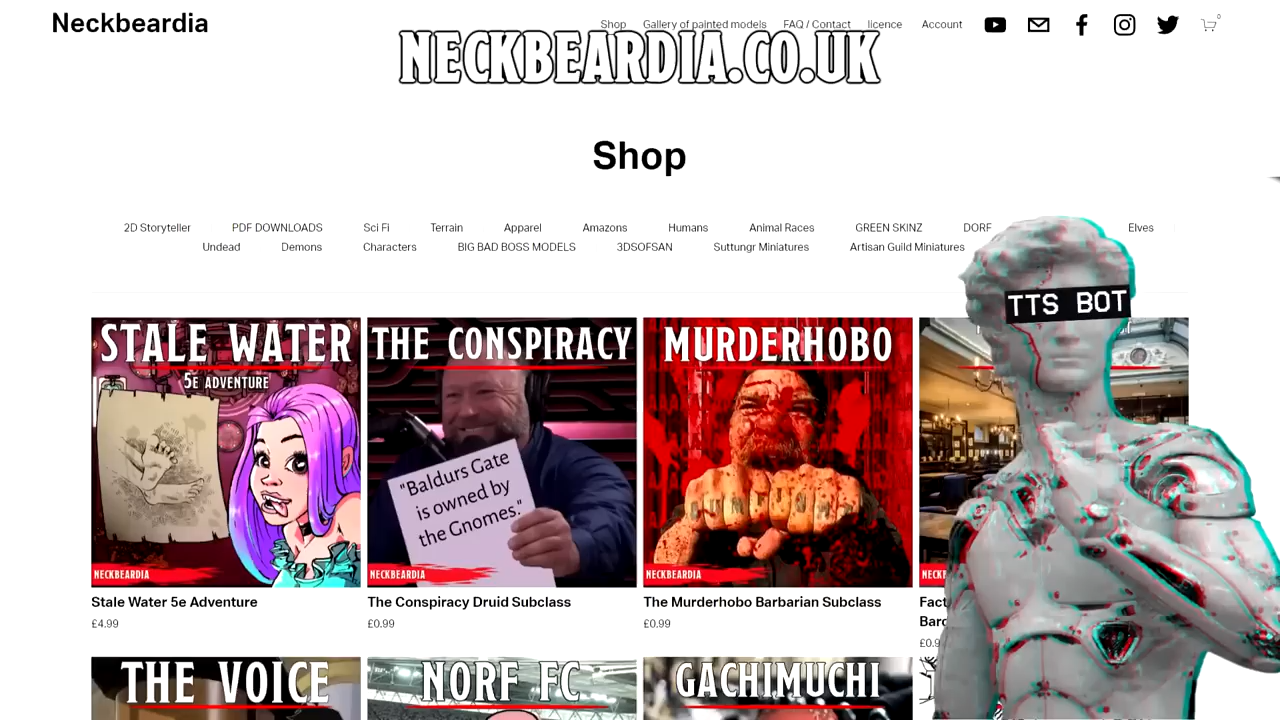 Neckbeardia
Shop Gallery of painted models FAQ / Contact licence Account 0
NECKBEARDIA.CO.UK
Shop
2D Storyteller PDF DOWNLOADS Sci Fi Terrain Apparel Amazons Humans Animal Races GREEN SKINZ DORF Elves
Undead Demons Characters BIG BAD BOSS MODELS 3DSOFSAN Suttungr Miniatures Artisan Guild Miniatures
TTS BOT
STALE WATER
5E ADVENTURE
THE CONSPIRACY
MURDERHOBO
"Baldurs Gate
is owned by
the Gnomes."
NECKBEARDIA
NECKBEARDIA
NECKBEARDIA
Stale Water 5e Adventure
£4.99
The Conspiracy Druid Subclass
£0.99
The Murderhobo Barbarian Subclass
£0.99
THE VOICE
NORF FC
GACHIMUCHI